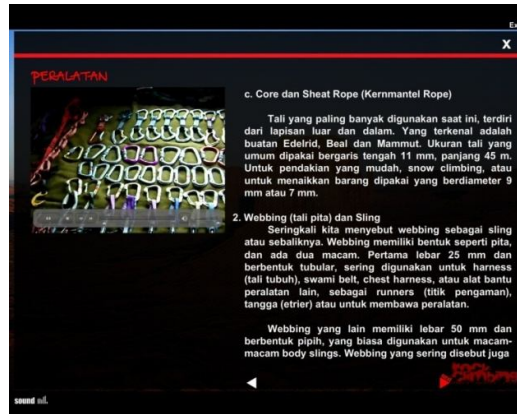 Ex
X
PERALATAN
c. Core dan Sheat Rope (Kernmantel Rope)
Tali yang paling banyak digunakan saat ini, terdiri
dari lapisan luar dan dalam. Yang terkenal adalah
buatan Edelrid, Beal dan Mammut. Ukuran tali yang
umum dipakai bergaris tengah 11 mm, panjang 45 m.
Untuk pendakian yang mudah, snow climbing, atau
untuk menaikkan barang dipakai yang berdiameter 9
mm atau 7 mm.
2. Webbing (tali pita) dan Sling
Seringkali kita menyebut webbing sebagai sling
atau sebaliknya. Webbing memiliki bentuk seperti pita,
dan ada dua macam. Pertama lebar 25 mm dan
berbentuk tubular, sering digunakan untuk harness
(tali tubuh), swami belt, chest harness, atau alat bantu
peralatan lain, sebagai runners (titik pengaman),
tangga (etrier) atau untuk membawa peralatan.
Webbing yang lain memiliki lebar 50 mm dan
berbentuk pipih, yang biasa digunakan untuk macam-
macam body slings. Webbing yang sering disebut juga
sound